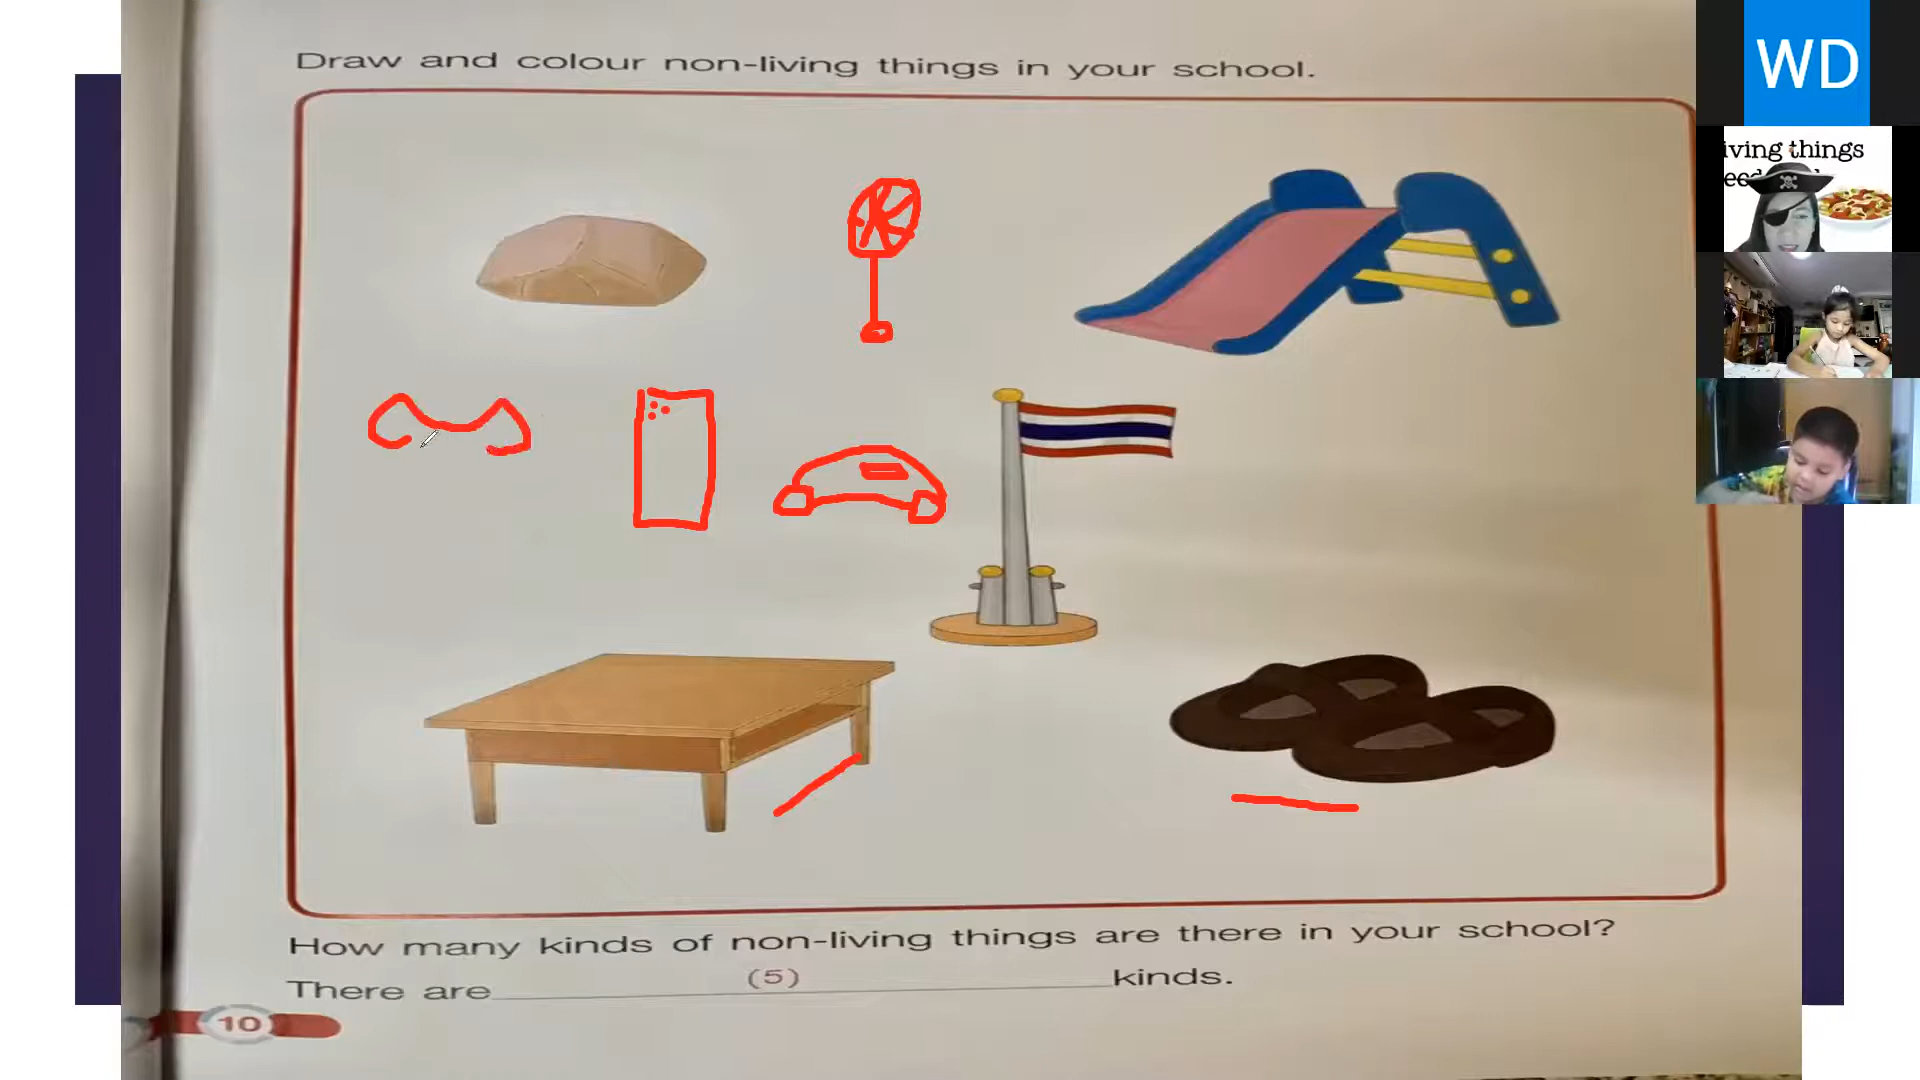 Draw and colour non-living things in your school.
WD
iving things
How many kinds of non-living things are there in your school?
There are (5) kinds.
10